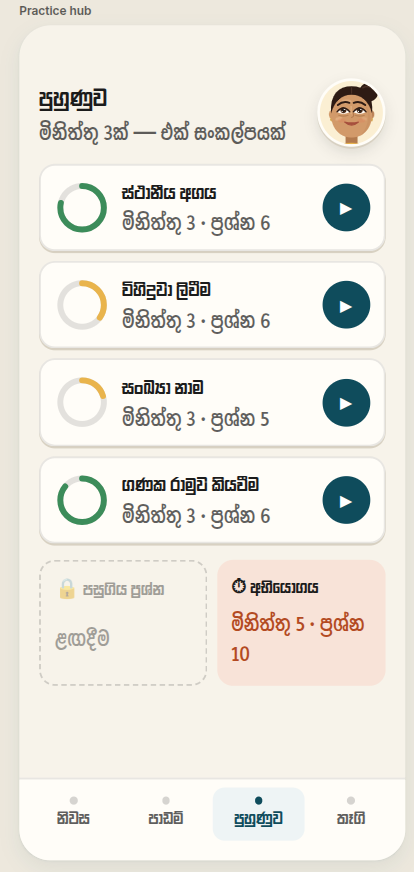 Practice hub
පුහුණුව
මිනිත්තු 3ක් — එක් සංකල්පයක්
ස්ථානීය අගය
මිනිත්තු 3 · ප්‍රශ්න 6
විහිදුවා ලිවීම
මිනිත්තු 3 · ප්‍රශ්න 6
සංඛ්‍යා නාම
මිනිත්තු 3 · ප්‍රශ්න 5
ගණක රාමුව කියවීම
මිනිත්තු 3 · ප්‍රශ්න 6
පසුගිය ප්‍රශ්න
ළඟදීම
අභියෝගය
මිනිත්තු 5 · ප්‍රශ්න
10
නිවස
පාඩම්
පුහුණුව
තෑගි